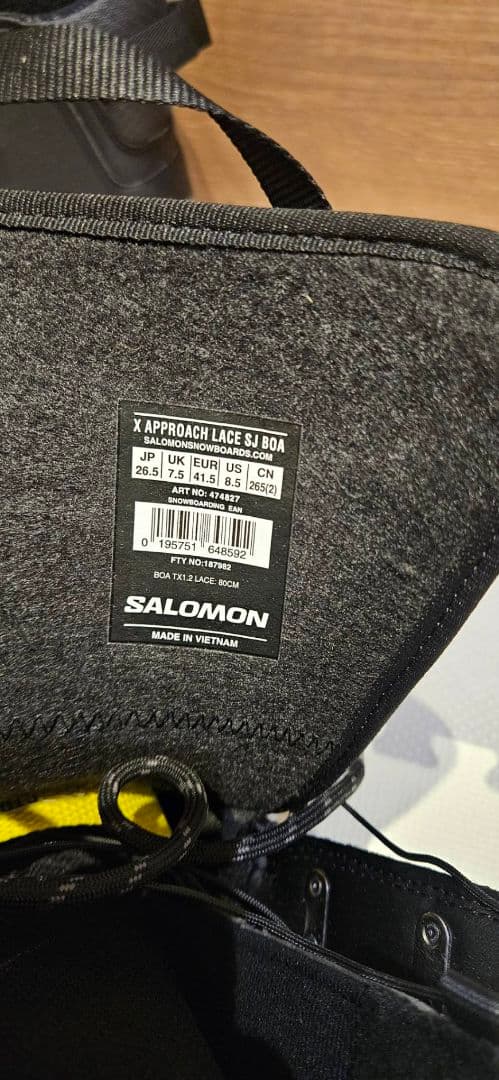 X APPROACH LACE SJ BOA
SALOMONSNOWBOARDS.COM
JP UK EUR US CN
26.5 7.5 41.5 8.5 265(2)
ART NO: 474827
SNOWBOARDING EAN
0 195751 648592
FTY NO:187982
BOA TX1.2 LACE: 80CM
SALOMON
MADE IN VIETNAM